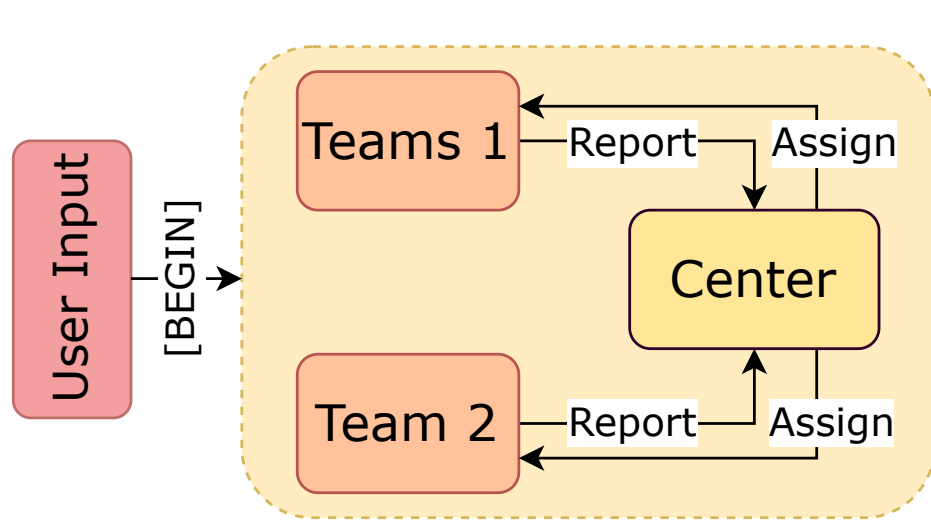 User Input
[BEGIN]
Teams 1
Report
Assign
Center
Team 2
Report
Assign